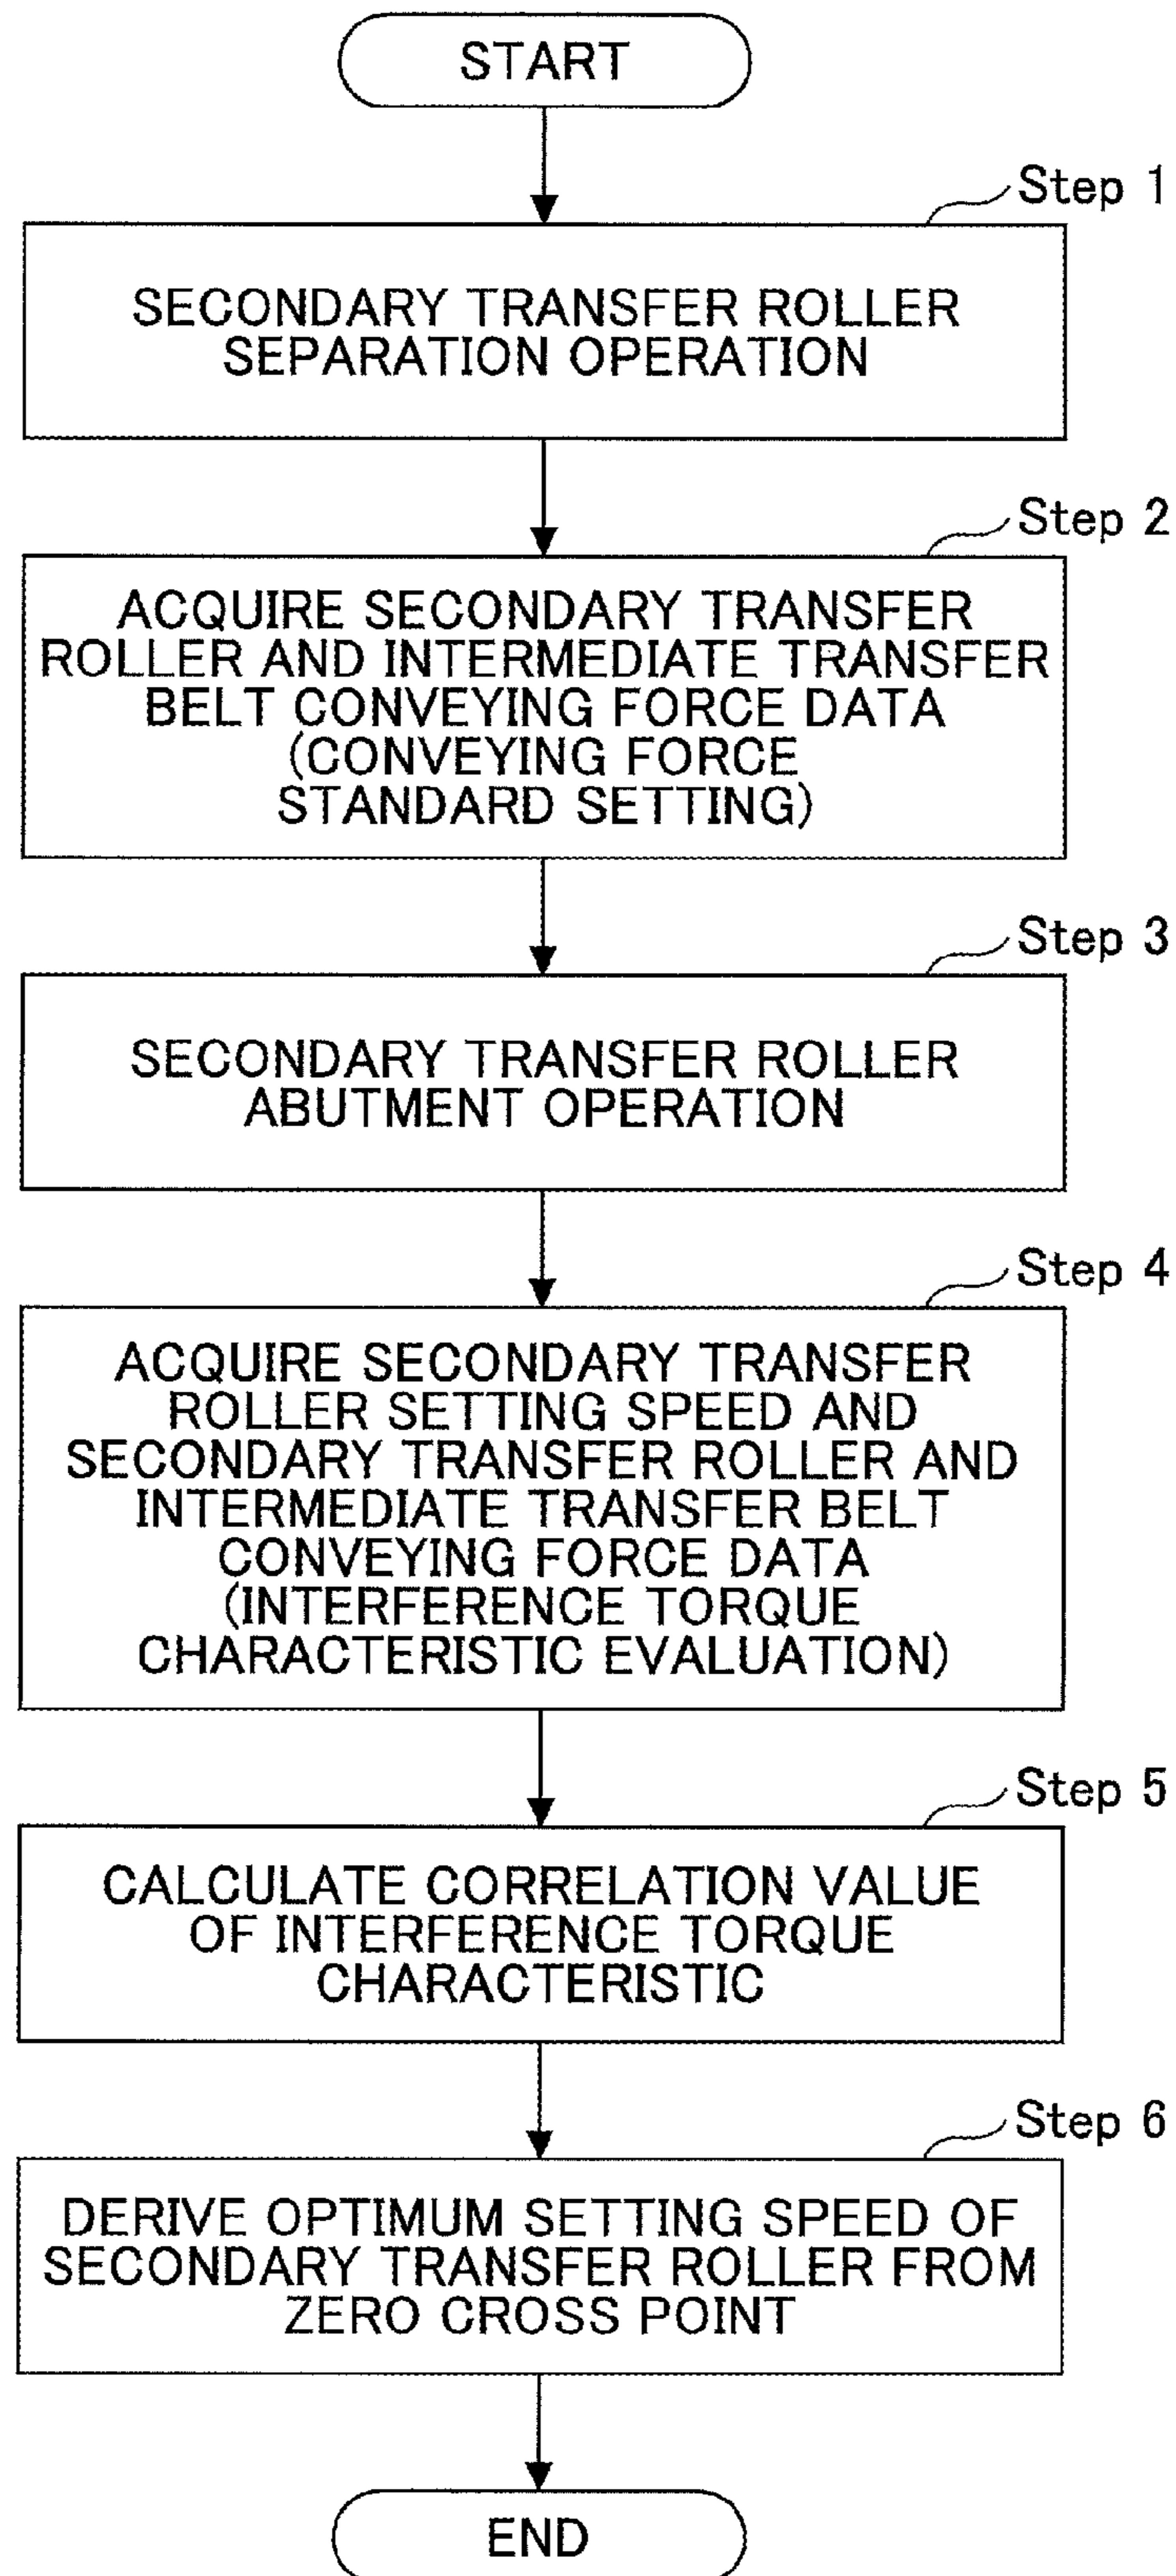 START
Step 1
SECONDARY TRANSFER ROLLER
SEPARATION OPERATION
Step 2
ACQUIRE SECONDARY TRANSFER
ROLLER AND INTERMEDIATE TRANSFER
BELT CONVEYING FORCE DATA
(CONVEYING FORCE
STANDARD SETTING)
Step 3
SECONDARY TRANSFER ROLLER
ABUTMENT OPERATION
Step 4
ACQUIRE SECONDARY TRANSFER
ROLLER SETTING SPEED AND
SECONDARY TRANSFER ROLLER AND
INTERMEDIATE TRANSFER BELT
CONVEYING FORCE DATA
(INTERFERENCE TORQUE
CHARACTERISTIC EVALUATION)
Step 5
CALCULATE CORRELATION VALUE
OF INTERFERENCE TORQUE
CHARACTERISTIC
Step 6
DERIVE OPTIMUM SETTING SPEED OF
SECONDARY TRANSFER ROLLER FROM
ZERO CROSS POINT
END